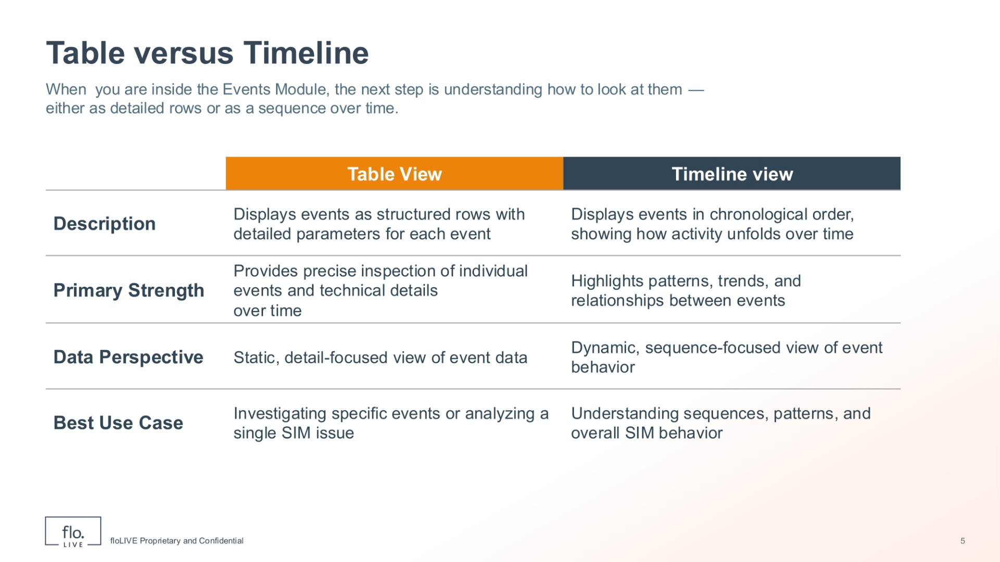 Table versus Timeline
When  you are inside the Events Module, the next step is understanding how to look at them —
either as detailed rows or as a sequence over time.
Table View
Timeline view
Description
Displays events as structured rows with
detailed parameters for each event
Displays events in chronological order,
showing how activity unfolds over time
Primary Strength
Provides precise inspection of individual
events and technical details
over time
Highlights patterns, trends, and
relationships between events
Data Perspective
Static, detail-focused view of event data
Dynamic, sequence-focused view of event
behavior
Best Use Case
Investigating specific events or analyzing a
single SIM issue
Understanding sequences, patterns, and
overall SIM behavior
flo.
LIVE
floLIVE Proprietary and Confidential
5